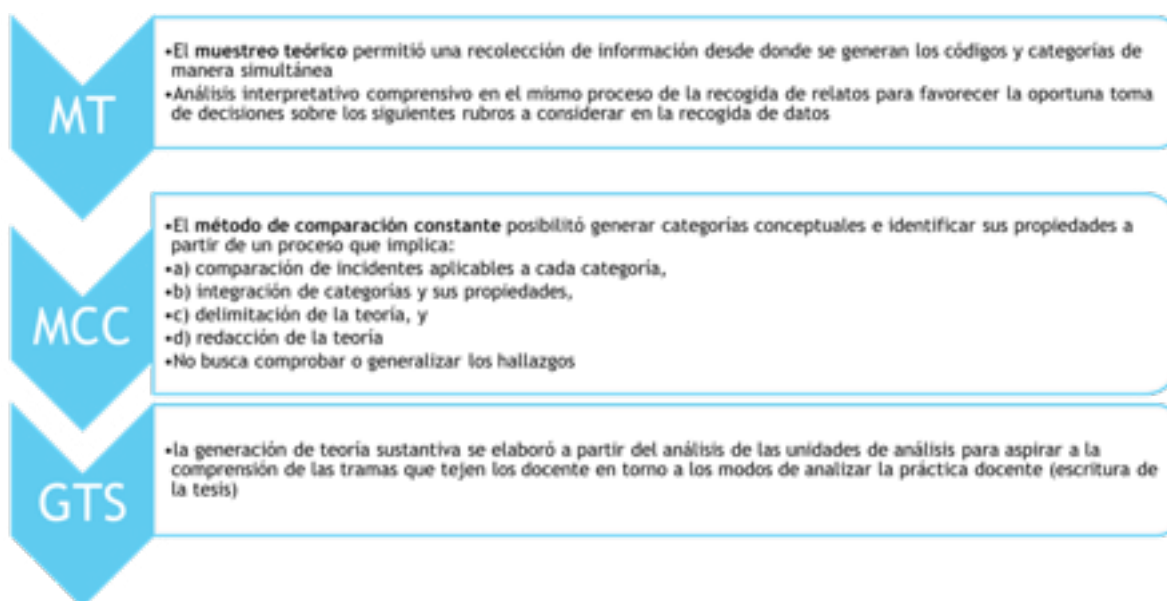 MT
•El muestreo teórico permitió una recolección de información desde donde se generan los códigos y categorías de
manera simultánea
•Análisis interpretativo comprensivo en el mismo proceso de la recogida de relatos para favorecer la oportuna toma
de decisiones sobre los siguientes rubros a considerar en la recogida de datos
MCC
•El método de comparación constante posibilitó generar categorías conceptuales e identificar sus propiedades a
partir de un proceso que implica:
•a) comparación de incidentes aplicables a cada categoría,
•b) integración de categorías y sus propiedades,
•c) delimitación de la teoría, y
•d) redacción de la teoría
•No busca comprobar o generalizar los hallazgos
GTS
•la generación de teoría sustantiva se elaboró a partir del análisis de las unidades de análisis para aspirar a la
comprensión de las tramas que tejen los docente en torno a los modos de analizar la práctica docente (escritura de
la tesis)